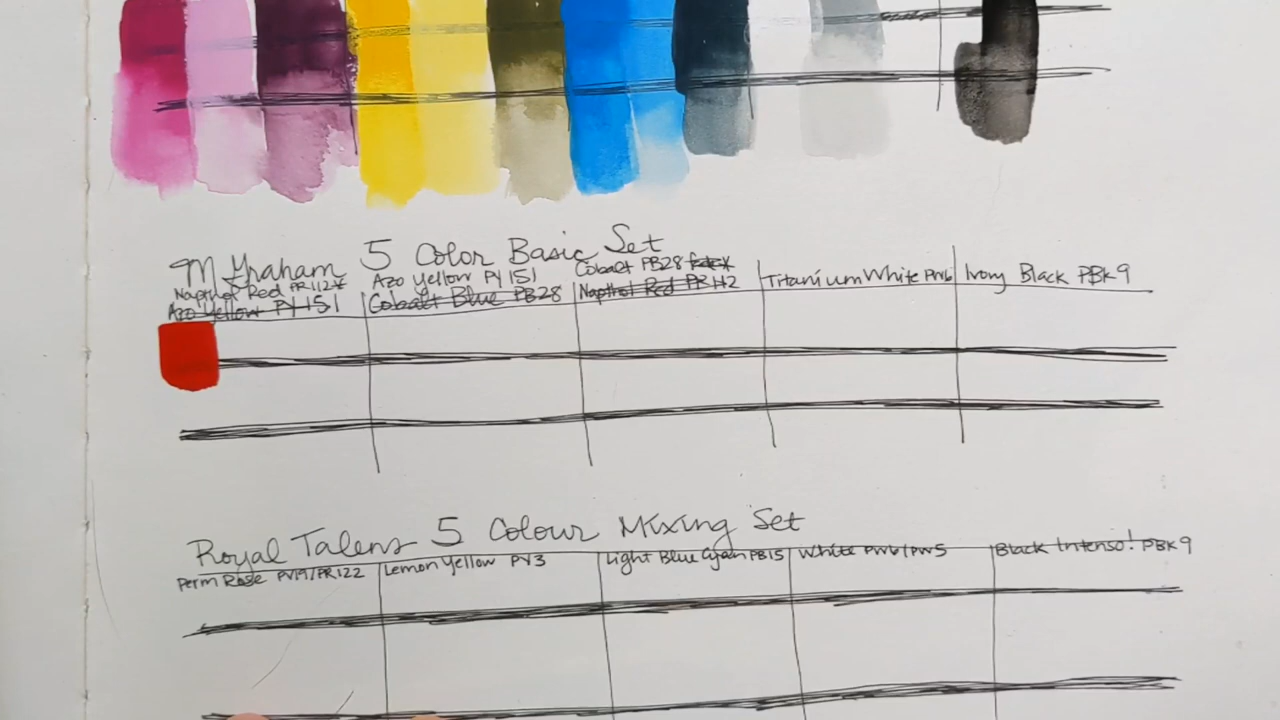 M Graham 5 Color Basic Set
Napthol Red PR112 Azo Yellow PY151 Cobalt PB28 Titanium White PW6 Ivory Black PBK9
Azo Yellow PY151 Cobalt Blue PB28 Napthol Red PR112
Royal Talens 5 Colour Mixing Set
Perm Rose PV19/PR122 Lemon Yellow PY3 Light Blue Cyan PB15 White PW6/PW5 Black Intenso! PBK9